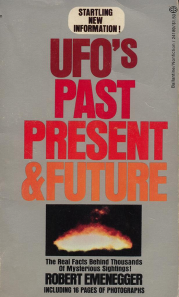 STARTLING
NEW
INFORMATION!
UFO's
PAST
PRESENT
& FUTURE
The Real Facts Behind Thousands
Of Mysterious Sightings!
ROBERT EMENEGGER
INCLUDING 16 PAGES OF PHOTOGRAPHS